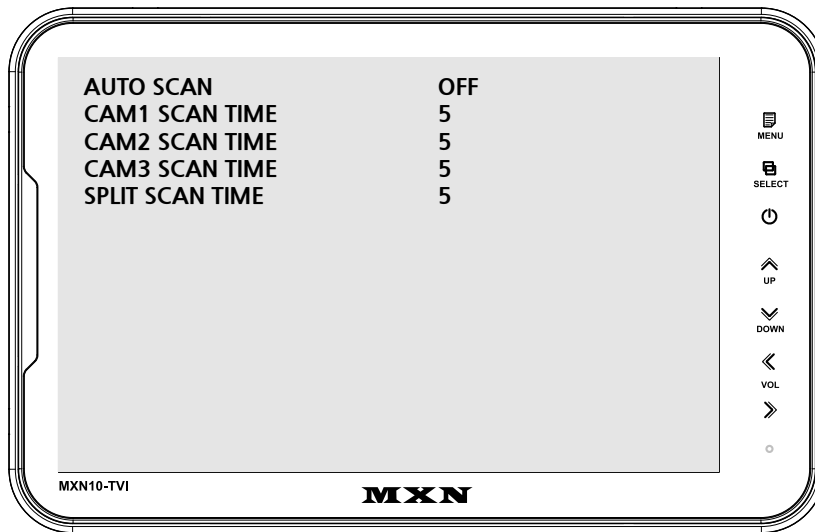 AUTO SCAN OFF
CAM1 SCAN TIME 5
CAM2 SCAN TIME 5
CAM3 SCAN TIME 5
SPLIT SCAN TIME 5
MENU
SELECT
UP
DOWN
VOL
MXN10-TVI
MXN